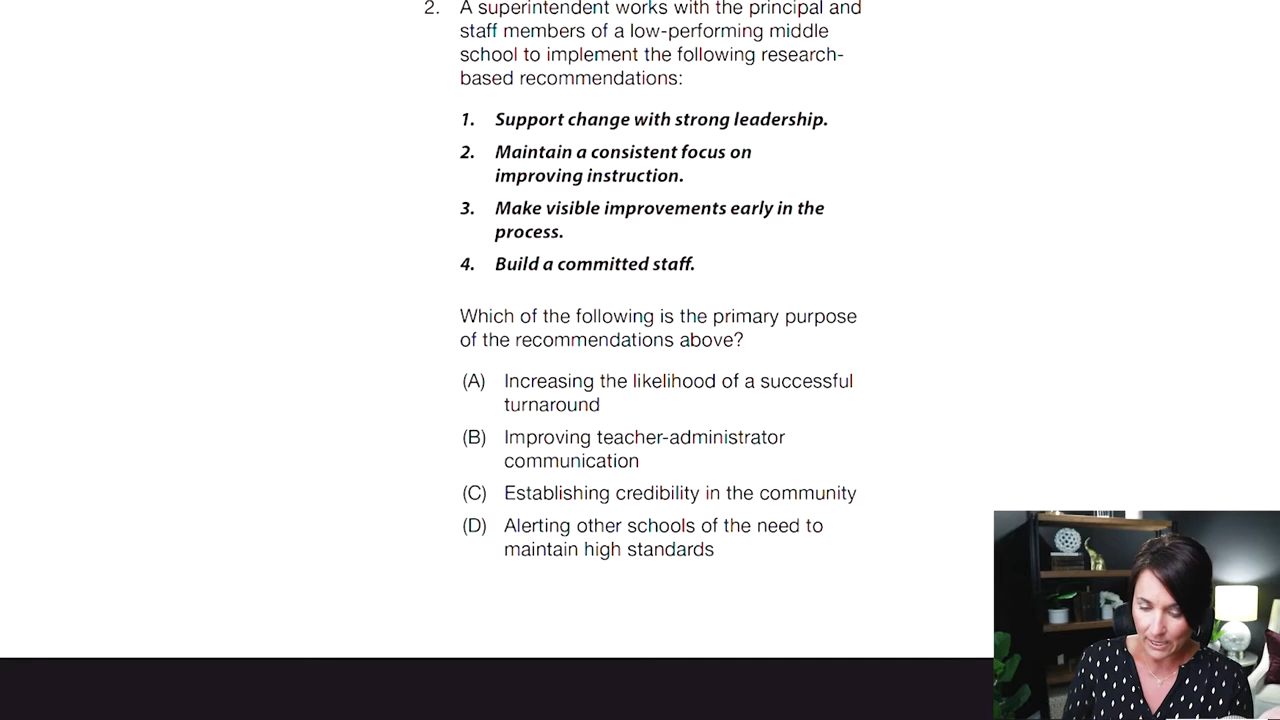 2. A superintendent works with the principal and
staff members of a low-performing middle
school to implement the following research-
based recommendations:
1. Support change with strong leadership.
2. Maintain a consistent focus on
improving instruction.
3. Make visible improvements early in the
process.
4. Build a committed staff.
Which of the following is the primary purpose
of the recommendations above?
(A) Increasing the likelihood of a successful
turnaround
(B) Improving teacher-administrator
communication
(C) Establishing credibility in the community
(D) Alerting other schools of the need to
maintain high standards